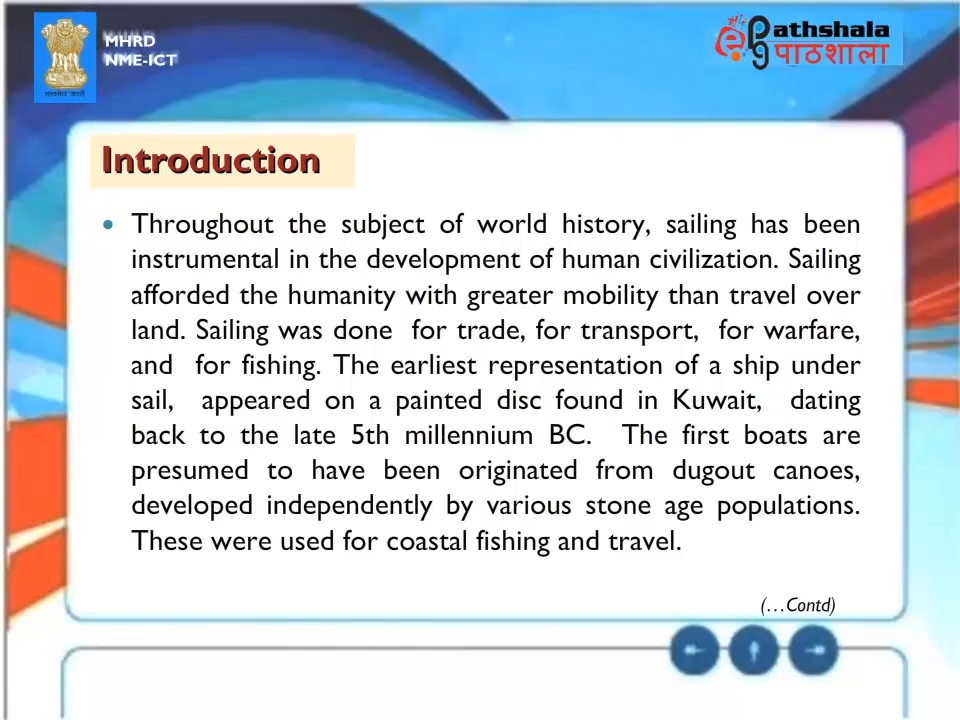 MHRD
NME-ICT
ePathshala
पाठशाला
Introduction
Throughout the subject of world history, sailing has been
instrumental in the development of human civilization. Sailing
afforded the humanity with greater mobility than travel over
land. Sailing was done for trade, for transport, for warfare,
and for fishing. The earliest representation of a ship under
sail, appeared on a painted disc found in Kuwait, dating
back to the late 5th millennium BC. The first boats are
presumed to have been originated from dugout canoes,
developed independently by various stone age populations.
These were used for coastal fishing and travel.
(…Contd)